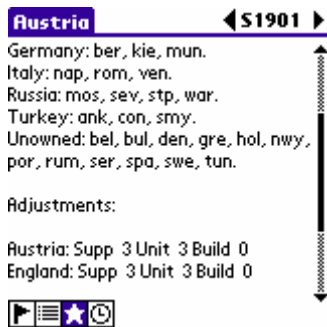 Austria
S1901
Germany: ber, kie, mun.
Italy: nap, rom, ven.
Russia: mos, sev, stp, war.
Turkey: ank, con, smy.
Unowned: bel, bul, den, gre, hol, nwy,
por, rum, ser, spa, swe, tun.
Adjustments:
Austria: Supp 3 Unit 3 Build 0
England: Supp 3 Unit 3 Build 0